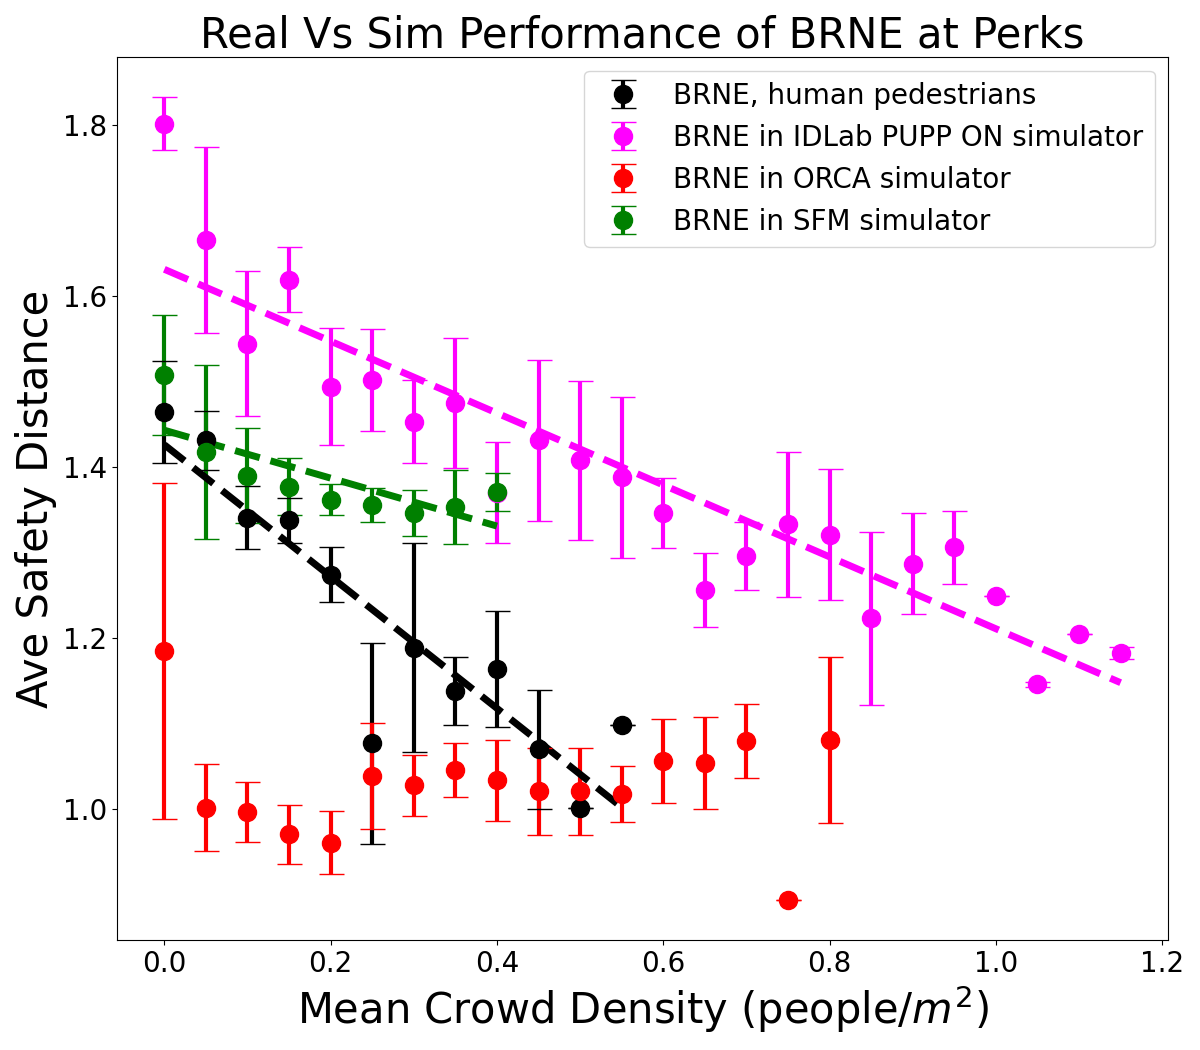 Real Vs Sim Performance of BRNE at Perks
BRNE, human pedestrians
BRNE in IDLab PUPP ON simulator
BRNE in ORCA simulator
BRNE in SFM simulator
Ave Safety Distance
1.8
1.6
1.4
1.2
1.0
0.0 0.2 0.4 0.6 0.8 1.0 1.2
Mean Crowd Density (people/m²)